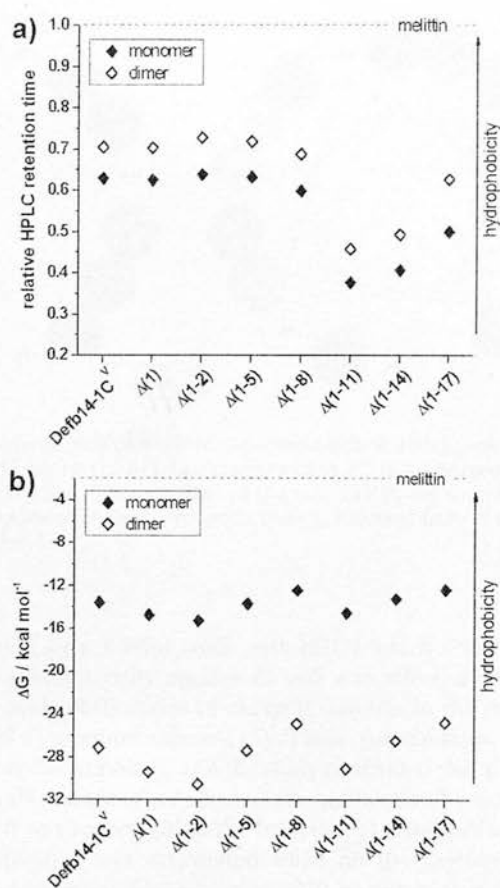 a)
melittin
1.0
0.9
0.8
0.7
0.6
0.5
0.4
0.3
0.2
relative HPLC retention time
monomer
dimer
hydrophobicity
Defb14-1Cⱽ
Δ(1)
Δ(1-2)
Δ(1-5)
Δ(1-8)
Δ(1-11)
Δ(1-14)
Δ(1-17)
b)
melittin
-4
-8
-12
-16
-24
-28
-32
ΔG / kcal mol⁻¹
monomer
dimer
hydrophobicity
Defb14-1Cⱽ
Δ(1)
Δ(1-2)
Δ(1-5)
Δ(1-8)
Δ(1-11)
Δ(1-14)
Δ(1-17)